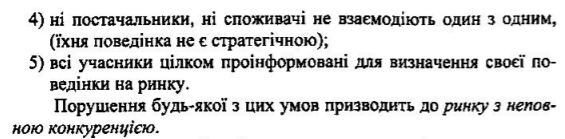 4) ні постачальники, ні споживачі не взаємодіють один з одним,
(їхня поведінка не є стратегічною);
5) всі учасники цілком проінформовані для визначення своєї по-
ведінки на ринку.
Порушення будь-якої з цих умов призводить до ринку з непов-
ною конкуренцією.